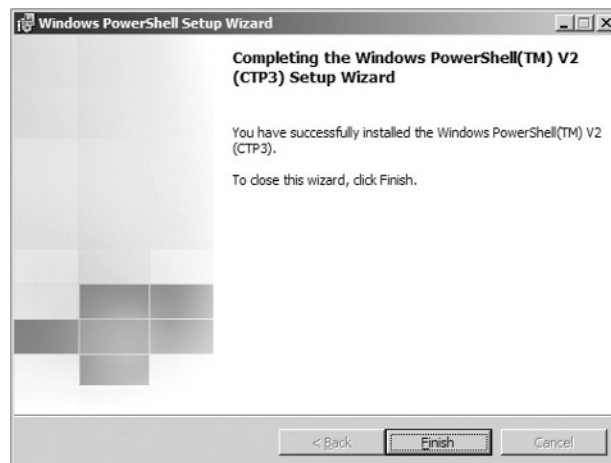 Windows PowerShell Setup Wizard
Completing the Windows PowerShell(TM) V2
(CTP3) Setup Wizard
You have successfully installed the Windows PowerShell(TM) V2
(CTP3).
To close this wizard, click Finish.
< Back
Finish
Cancel